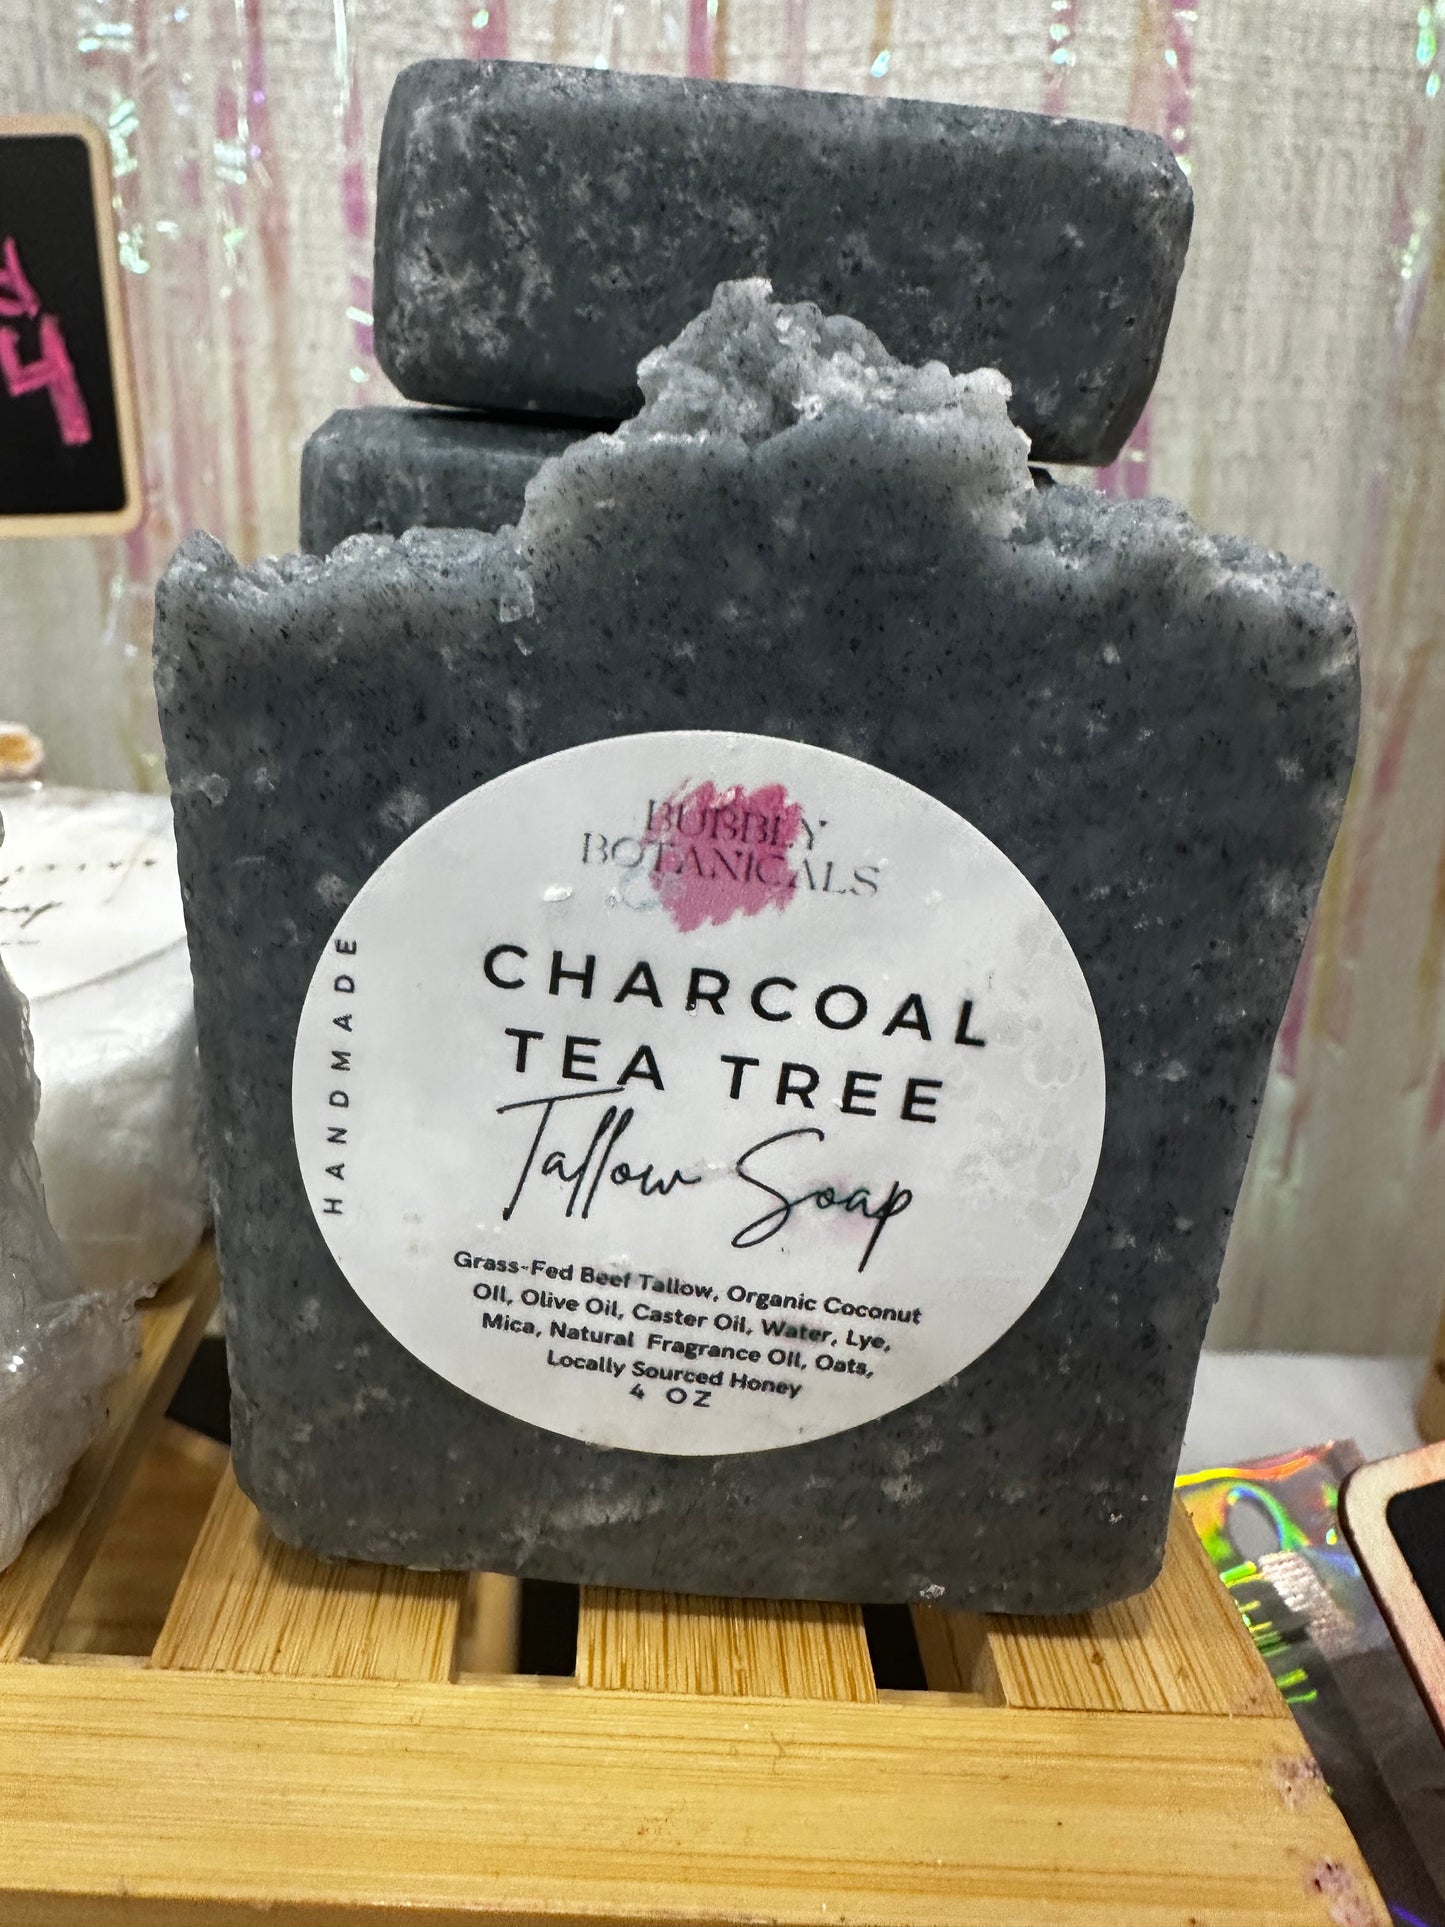 4
BUBBLY
BOTANICALS
HANDMADE
CHARCOAL
TEA TREE
Tallow Soap
Grass-Fed Beef Tallow, Organic Coconut
OIl, Olive Oil, Caster Oil, Water, Lye,
Mica, Natural Fragrance OIl, Oats,
Locally Sourced Honey
4 OZ